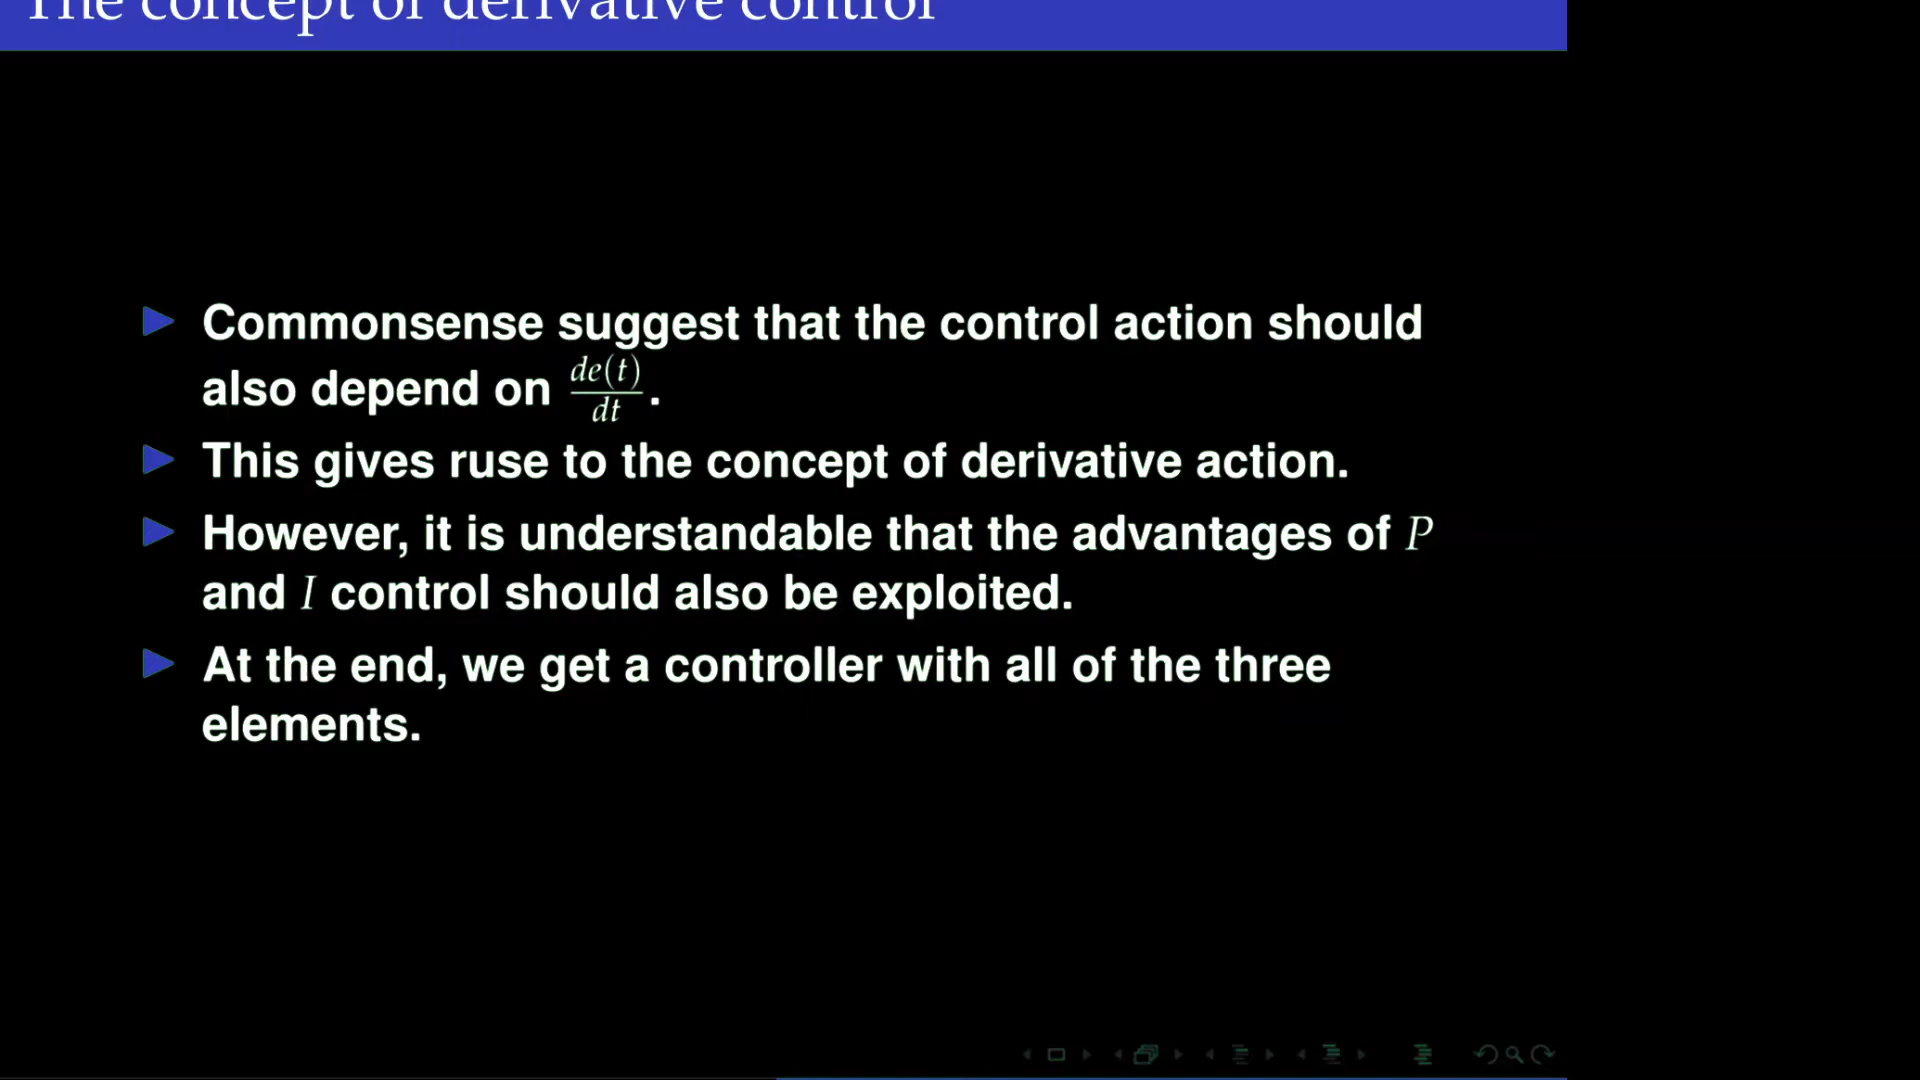 The concept of derivative control
Commonsense suggest that the control action should
also depend on \frac{de(t)}{dt}.
This gives ruse to the concept of derivative action.
However, it is understandable that the advantages of P
and I control should also be exploited.
At the end, we get a controller with all of the three
elements.